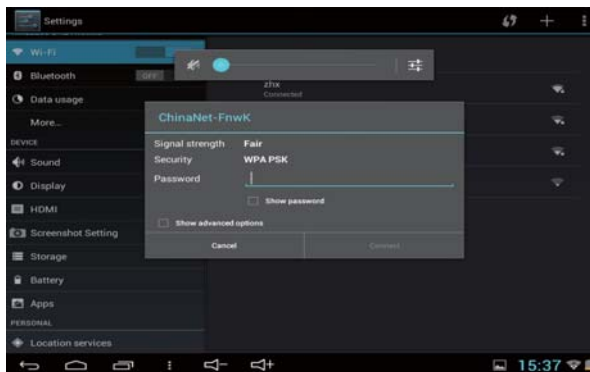 Settings
Wi-Fi
Bluetooth
OFF
Data usage
More...
DEVICE
Sound
Display
HDMI
Screenshot Setting
Storage
Battery
Apps
PERSONAL
Location services
zhx
Connected
ChinaNet-FnwK
Signal strength Fair
Security WPA PSK
Password
Show password
Show advanced options
Cancel Connect
15:37